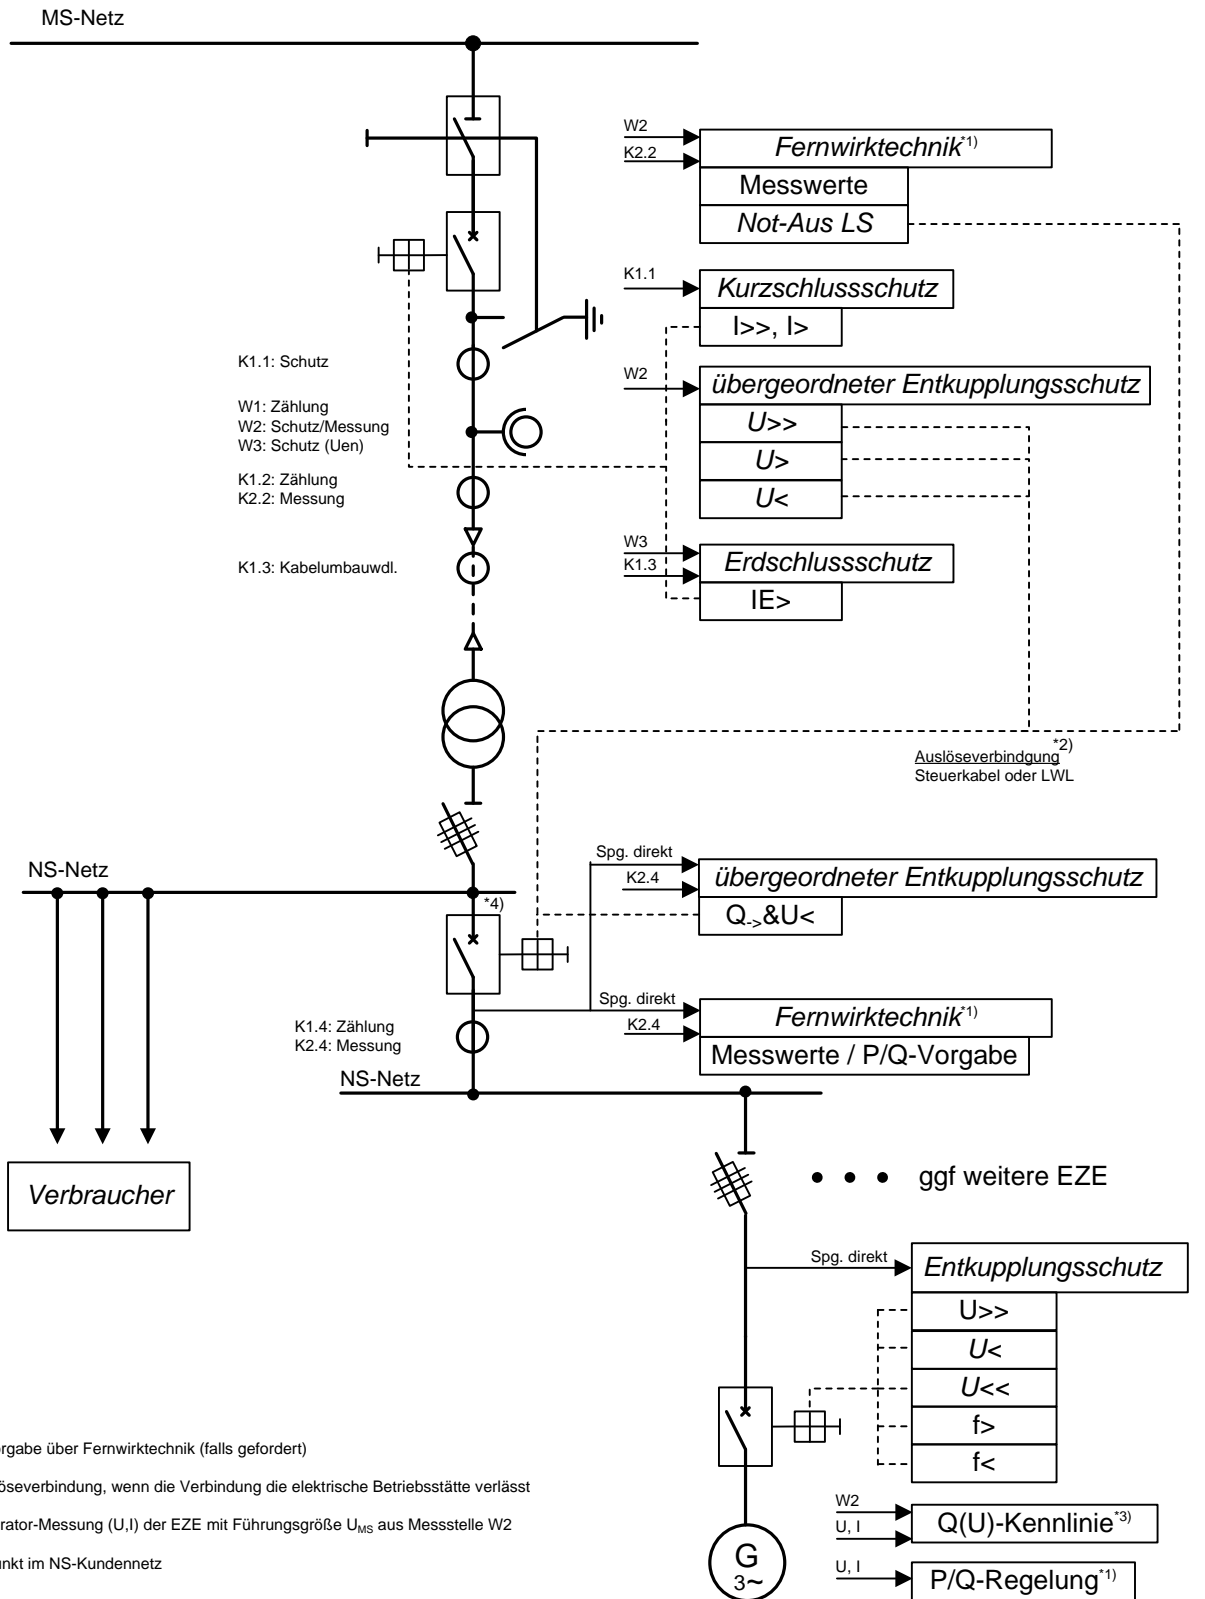 MS-Netz
W2
K2.2
Fernwirktechnik*1)
Messwerte
Not-Aus LS
K1.1
Kurzschlussschutz
I>>, I>
K1.1: Schutz
W1: Zählung
W2: Schutz/Messung
W3: Schutz (Uen)
K1.2: Zählung
K2.2: Messung
K1.3: Kabelumbauwdl.
W2
übergeordneter Entkupplungsschutz
U>>
U>
U<
W3
K1.3
Erdschlussschutz
IE>
Auslöseverbindgung*2)
Steuerkabel oder LWL
NS-Netz
*4)
Spg. direkt
K2.4
übergeordneter Entkupplungsschutz
Q->&U<
Spg. direkt
K2.4
Fernwirktechnik*1)
Messwerte / P/Q-Vorgabe
K1.4: Zählung
K2.4: Messung
NS-Netz
Verbraucher
ggf weitere EZE
Spg. direkt
Entkupplungsschutz
U>>
U<
U<<
f>
f<
W2
U, I
Q(U)-Kennlinie*3)
U, I
P/Q-Regelung*1)
G
3~
rgabe über Fernwirktechnik (falls gefordert)
öseverbindung, wenn die Verbindung die elektrische Betriebsstätte verlässt
rator-Messung (U,I) der EZE mit Führungsgröße UMS aus Messstelle W2
unkt im NS-Kundennetz